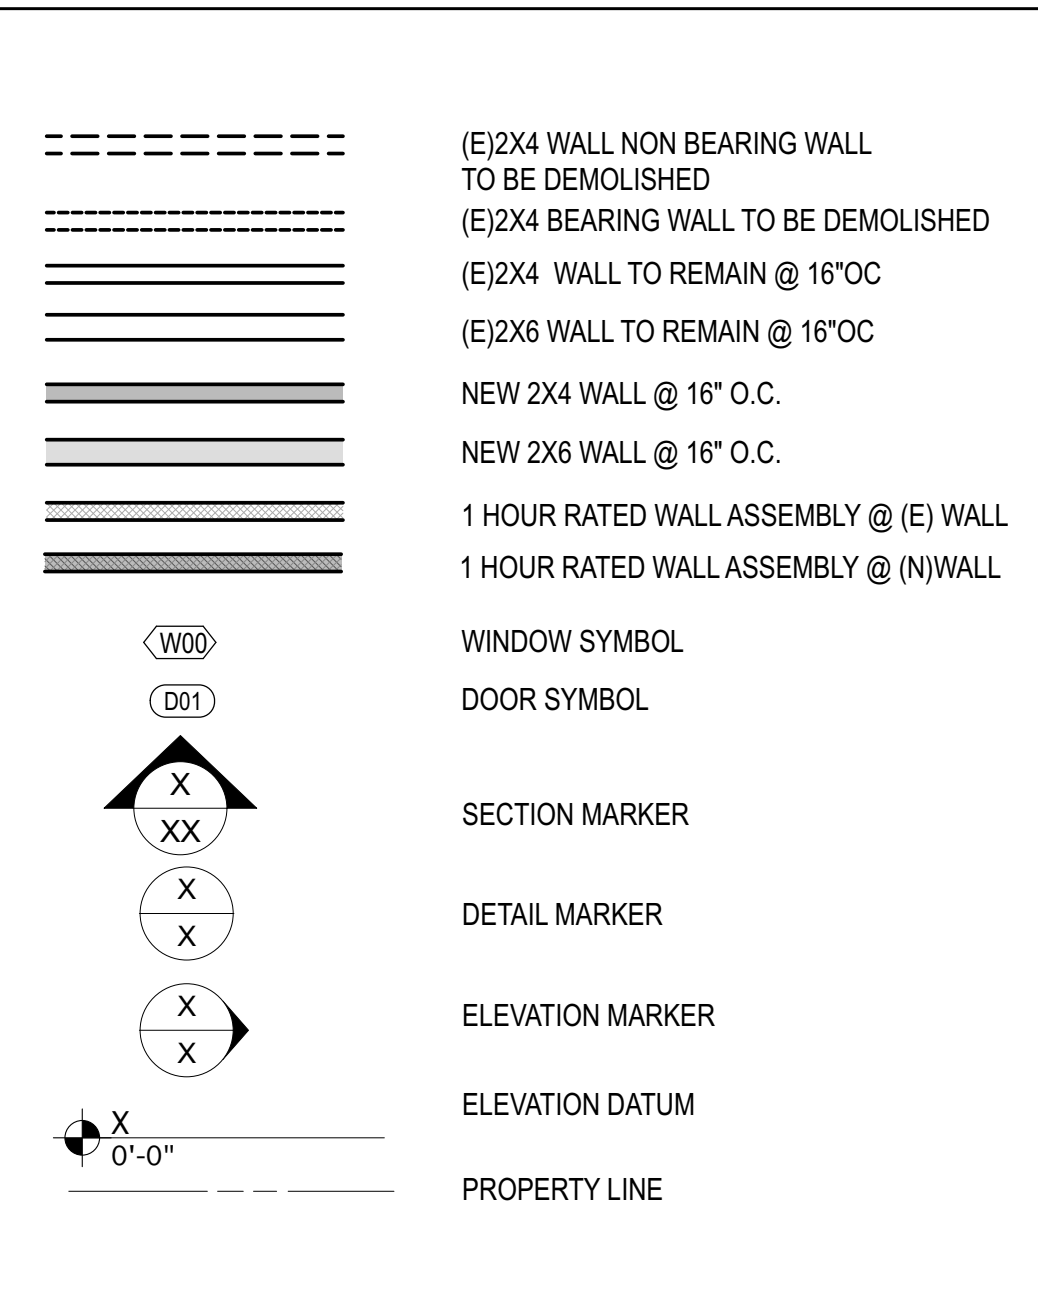 (E)2X4 WALL NON BEARING WALL
TO BE DEMOLISHED
(E)2X4 BEARING WALL TO BE DEMOLISHED
(E)2X4  WALL TO REMAIN @ 16"OC
(E)2X6 WALL TO REMAIN @ 16"OC
NEW 2X4 WALL @ 16" O.C.
NEW 2X6 WALL @ 16" O.C.
1 HOUR RATED WALL ASSEMBLY @ (E) WALL
1 HOUR RATED WALL ASSEMBLY @ (N)WALL
W00 WINDOW SYMBOL
D01 DOOR SYMBOL
X
XX
SECTION MARKER
X
X
DETAIL MARKER
X
X
ELEVATION MARKER
X
0'-0"
ELEVATION DATUM
PROPERTY LINE